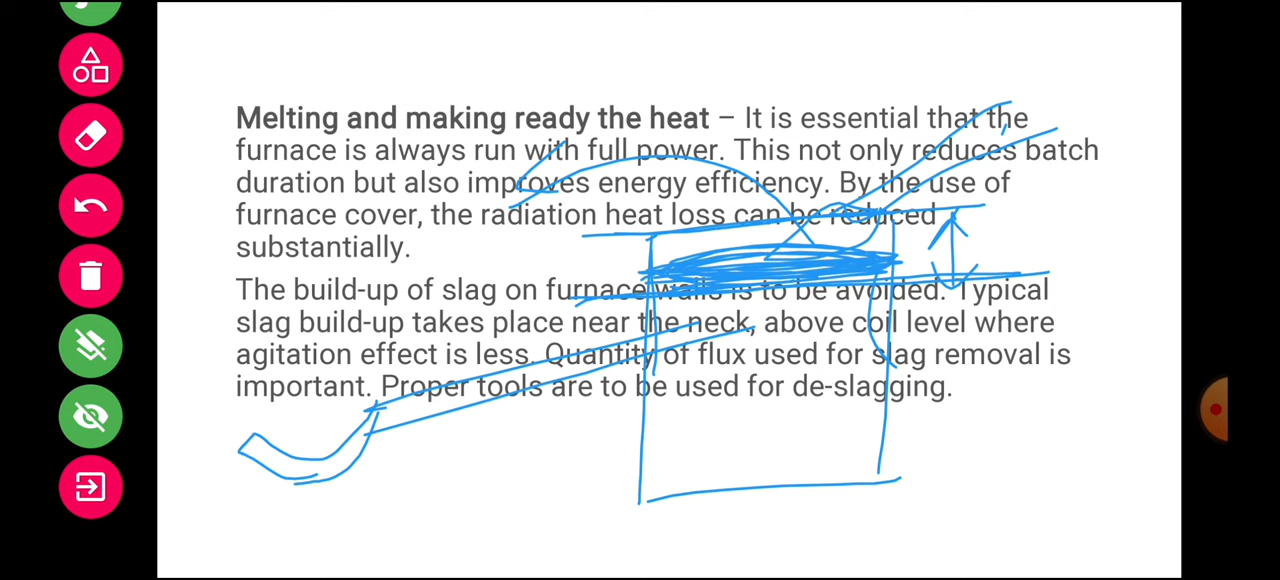 Melting and making ready the heat – It is essential that the
furnace is always run with full power. This not only reduces batch
duration but also improves energy efficiency. By the use of
furnace cover, the radiation heat loss can be reduced
substantially.
The build-up of slag on furnace walls is to be avoided. Typical
slag build-up takes place near the neck, above coil level where
agitation effect is less. Quantity of flux used for slag removal is
important. Proper tools are to be used for de-slagging.